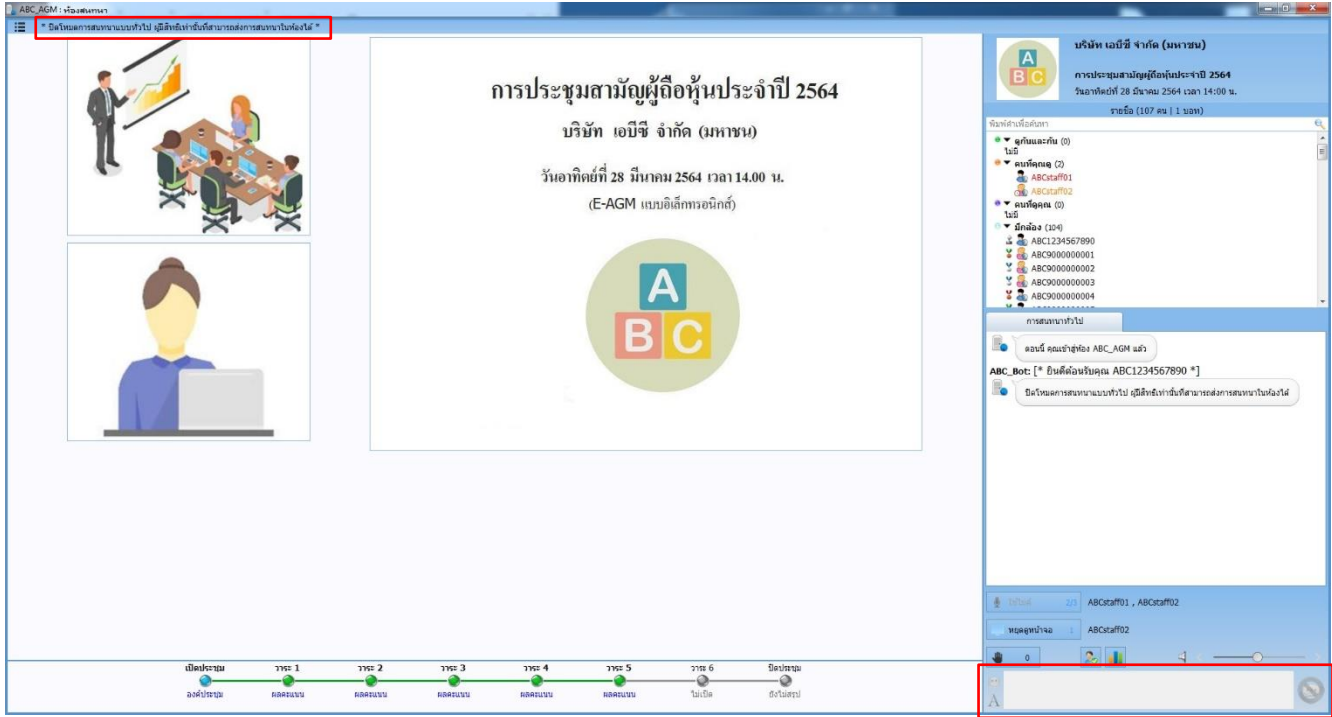 ABC_AGM : ห้องสนทนา
* ปิดโหมดการสนทนาแบบทั่วไป ผู้มีสิทธิเท่านั้นที่สามารถส่งการสนทนาในห้องได้ *
การประชุมสามัญผู้ถือหุ้นประจำปี 2564
บริษัท เอบีซี จำกัด (มหาชน)
วันอาทิตย์ที่ 28 มีนาคม 2564 เวลา 14.00 น.
(E-AGM แบบอิเล็กทรอนิกส์)
A
B C
เปิดประชุม วาระ 1 วาระ 2 วาระ 3 วาระ 4 วาระ 5 วาระ 6 ปิดประชุม
องค์ประชุม ผลคะแนน ผลคะแนน ผลคะแนน ผลคะแนน ผลคะแนน ไม่เปิด ยังไม่สรุป
A
B C
บริษัท เอบีซี จำกัด (มหาชน)
การประชุมสามัญผู้ถือหุ้นประจำปี 2564
วันอาทิตย์ที่ 28 มีนาคม 2564 เวลา 14:00 น.
รายชื่อ (107 คน | 1 บอท)
พิมพ์คำเพื่อค้นหา
ดูกันและกัน (0)
ไม่มี
คนที่คุณดู (2)
ABCstaff01
ABCstaff02
คนที่ดูคุณ (0)
ไม่มี
มีกล้อง (104)
ABC1234567890
ABC9000000001
ABC9000000002
ABC9000000003
ABC9000000004
การสนทนาทั่วไป
ตอนนี้ คุณเข้าสู่ห้อง ABC_AGM แล้ว
ABC_Bot: [* ยินดีต้อนรับคุณ ABC1234567890 *]
ปิดโหมดการสนทนาแบบทั่วไป ผู้มีสิทธิเท่านั้นที่สามารถส่งการสนทนาในห้องได้
2/3 ABCstaff01 , ABCstaff02
หยุดดูหน้าจอ 1 ABCstaff02
0
A